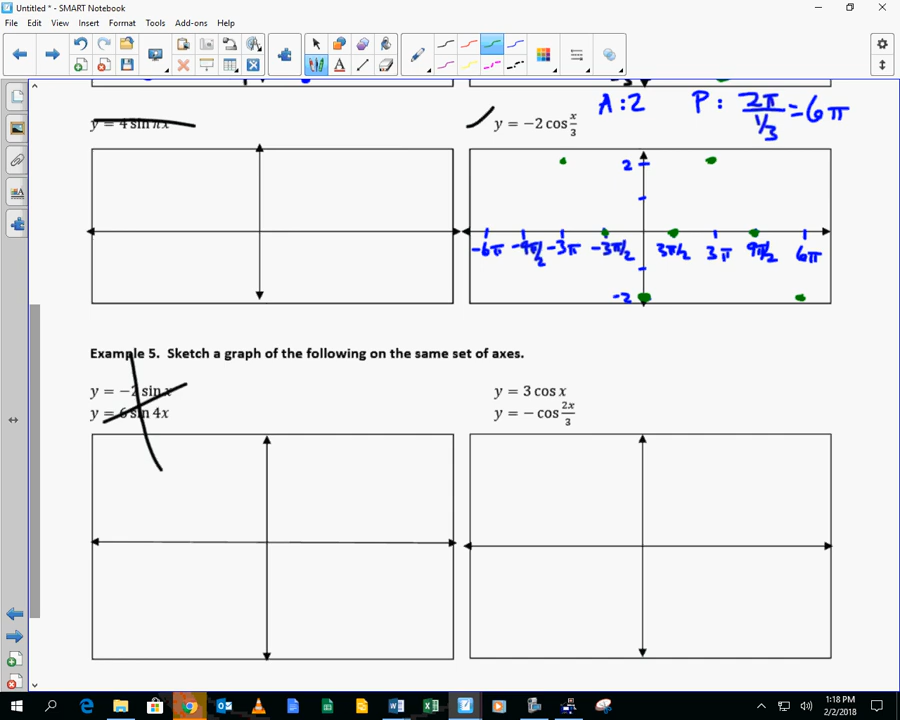 Untitled * - SMART Notebook
File Edit View Insert Format Tools Add-ons Help
A:2 P: 2π/1/3 = 6π
y = 4 sin πx
y = −2 cos x/3
2
-6π -9π/2 -3π -3π/2 3π/2 3π 9π/2 6π
-2
Example 5. Sketch a graph of the following on the same set of axes.
y = −2 sin x
y = 6 sin 4x
y = 3 cos x
y = − cos 2x/3
1:18 PM
2/2/2018